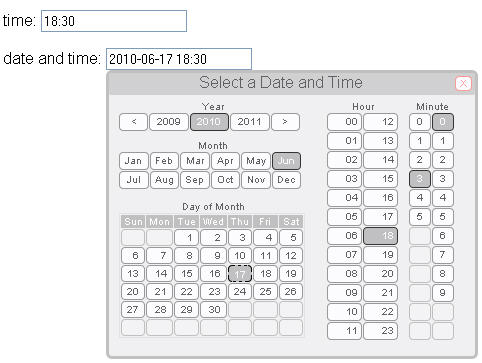 time: 18:30
date and time: 2010-06-17 18:30
Select a Date and Time x
Year
< 2009 2010 2011 >
Month
Jan Feb Mar Apr May Jun
Jul Aug Sep Oct Nov Dec
Day of Month
Sun Mon Tue Wed Thu Fri Sat
1 2 3 4 5
6 7 8 9 10 11 12
13 14 15 16 17 18 19
20 21 22 23 24 25 26
27 28 29 30
Hour
00 12
01 13
02 14
03 15
04 16
05 17
06 18
07 19
08 20
09 21
10 22
11 23
Minute
0 0
1 1
2 2
3 3
4 4
5 5
6
7
8
9